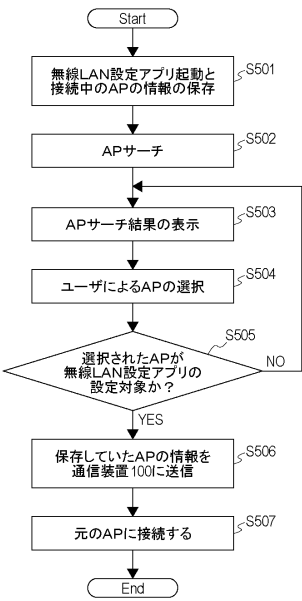 Start
無線LAN設定アプリ起動と
接続中のAPの情報の保存
S501
APサーチ
S502
APサーチ結果の表示
S503
ユーザによるAPの選択
S504
S505
選択されたAPが
無線LAN設定アプリの
設定対象か？
NO
YES
保存していたAPの情報を
通信装置100に送信
S506
元のAPに接続する
S507
End